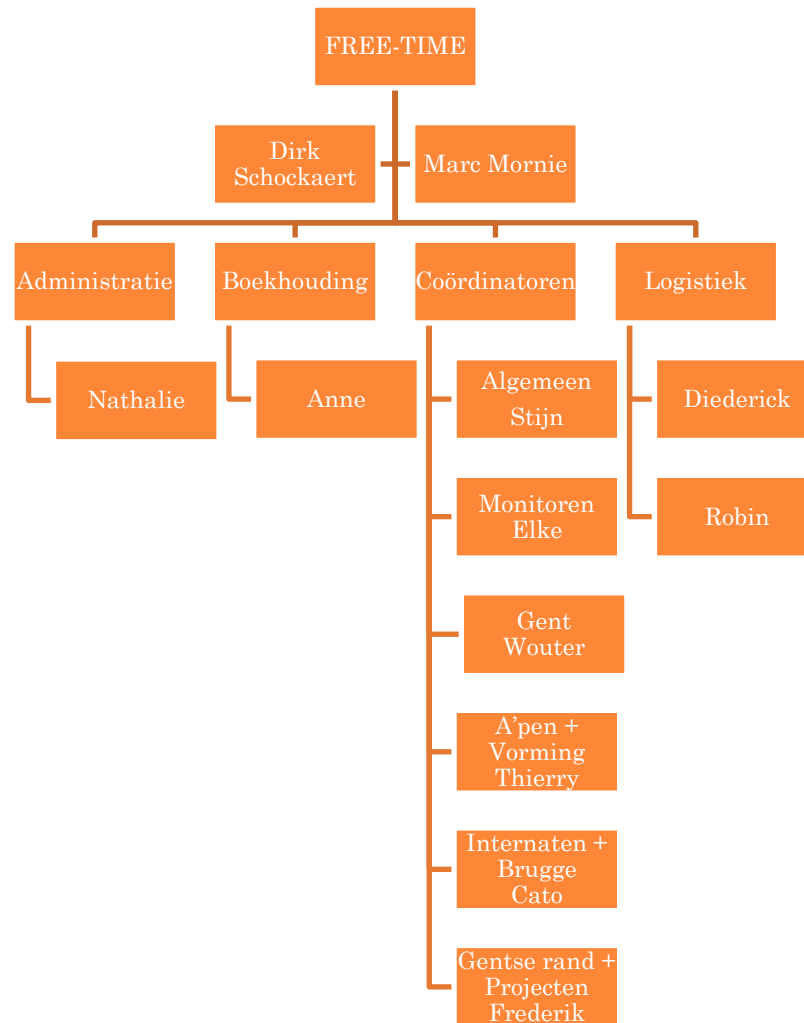 FREE-TIME
Dirk
Schockaert
Marc Mornie
Administratie
Boekhouding
Coördinatoren
Logistiek
Nathalie
Anne
Algemeen
Stijn
Diederick
Monitoren
Elke
Robin
Gent
Wouter
A’pen +
Vorming
Thierry
Internaten +
Brugge
Cato
Gentse rand +
Projecten
Frederik